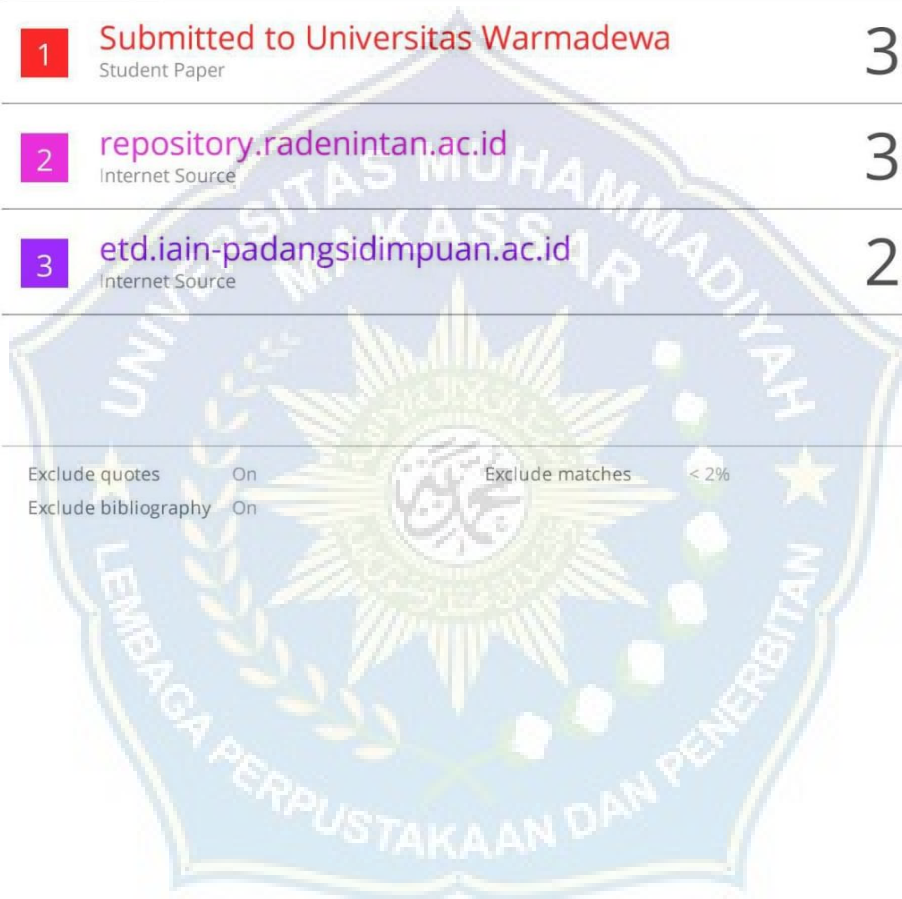 1
Submitted to Universitas Warmadewa
Student Paper
3
2
repository.radenintan.ac.id
Internet Source
3
3
etd.iain-padangsidimpuan.ac.id
Internet Source
2
UNIVERSITAS MUHAMMADIYAH
MAKASSAR
Exclude quotes On
Exclude matches < 2%
Exclude bibliography On
LEMBAGA PERPUSTAKAAN DAN PENERBITAN